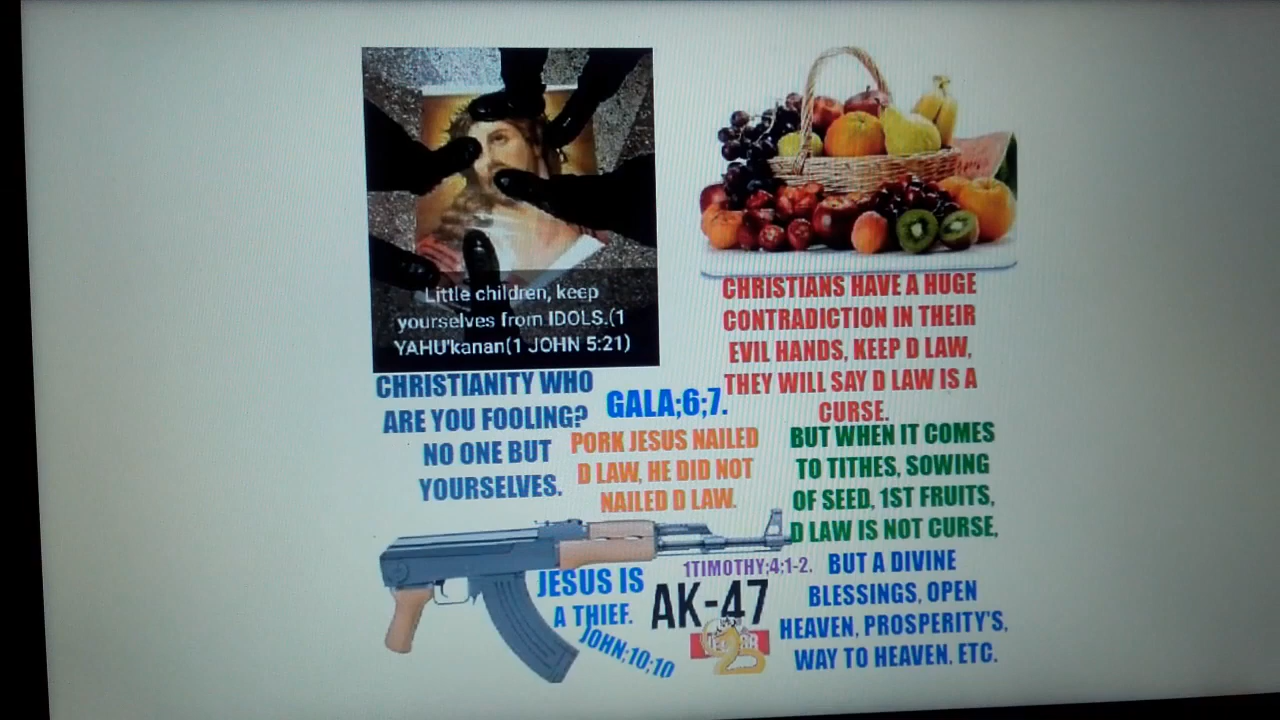 Little children, keep
yourselves from IDOLS.(1
YAHU'kanan(1 JOHN 5:21)
CHRISTIANITY WHO
ARE YOU FOOLING?
NO ONE BUT
YOURSELVES.
GALA;6;7.
PORK JESUS NAILED
D LAW, HE DID NOT
NAILED D LAW.
CHRISTIANS HAVE A HUGE
CONTRADICTION IN THEIR
EVIL HANDS, KEEP D LAW,
THEY WILL SAY D LAW IS A
CURSE.
BUT WHEN IT COMES
TO TITHES, SOWING
OF SEED, 1ST FRUITS,
D LAW IS NOT CURSE,
BUT A DIVINE
BLESSINGS, OPEN
HEAVEN, PROSPERITY'S,
WAY TO HEAVEN, ETC.
JESUS IS
A THIEF.
JOHN;10;10
1TIMOTHY;4;1-2.
AK-47